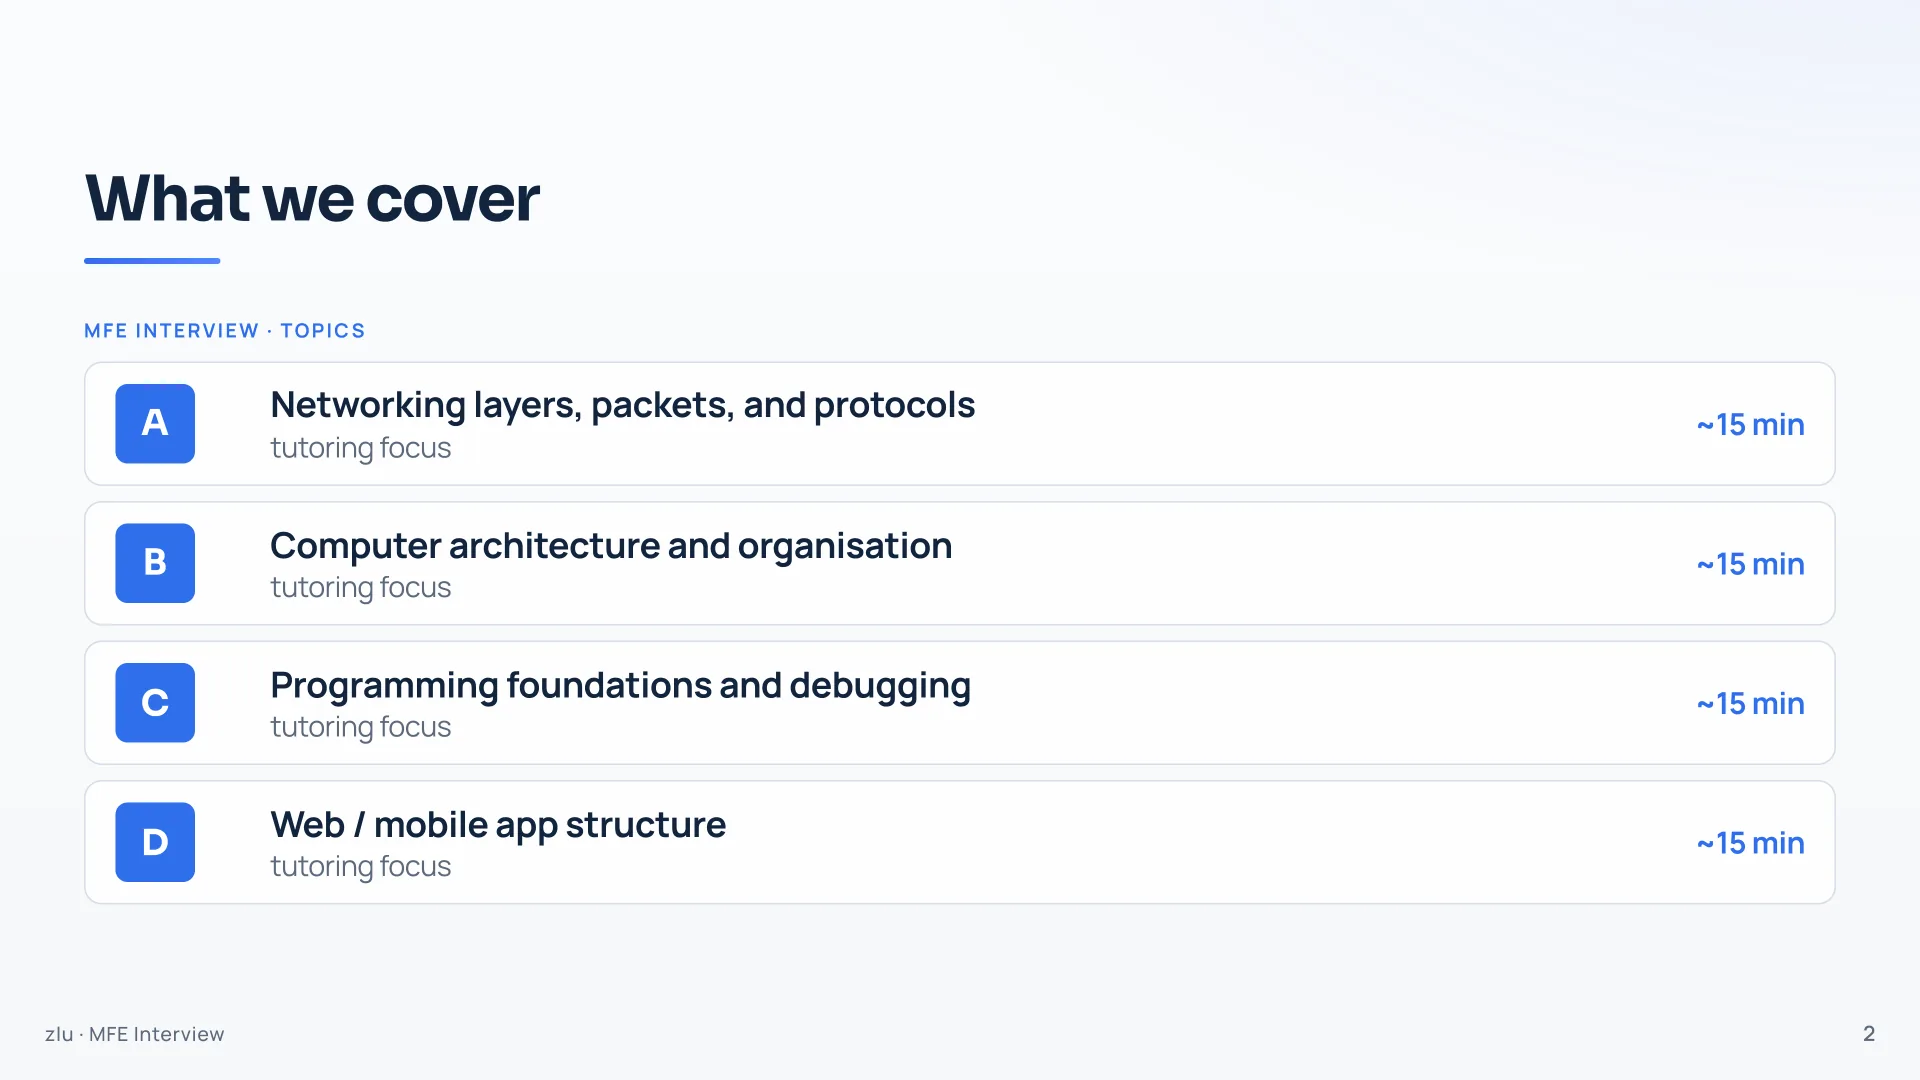 What we cover
MFE INTERVIEW · TOPICS
A
Networking layers, packets, and protocols
tutoring focus
~15 min
B
Computer architecture and organisation
tutoring focus
~15 min
C
Programming foundations and debugging
tutoring focus
~15 min
D
Web / mobile app structure
tutoring focus
~15 min
zlu · MFE Interview
2